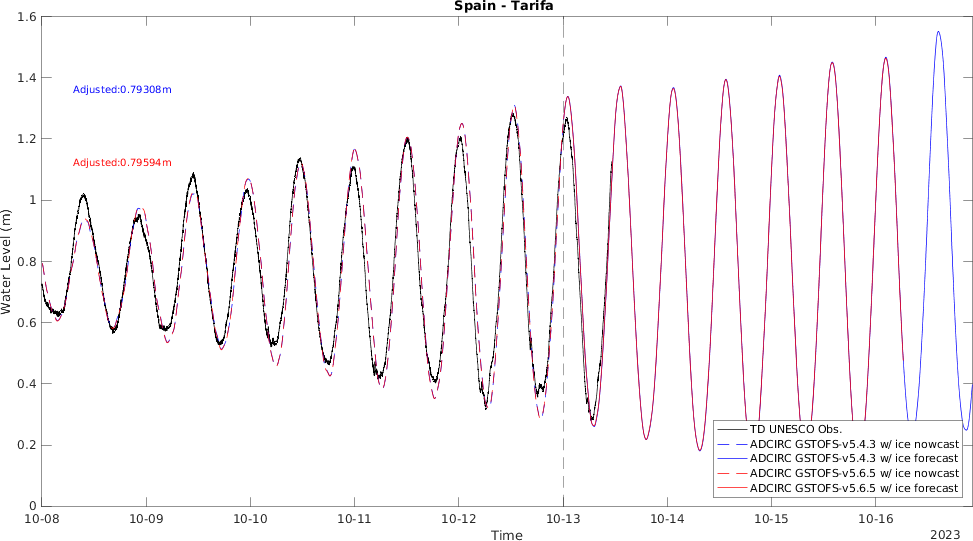 Spain - Tarifa
Water Level (m)
1.6
1.4
1.2
1
0.8
0.6
0.4
0.2
0
Adjusted:0.79308m
Adjusted:0.79594m
TD UNESCO Obs.
ADCIRC GSTOFS-v5.4.3 w/ ice nowcast
ADCIRC GSTOFS-v5.4.3 w/ ice forecast
ADCIRC GSTOFS-v5.6.5 w/ ice nowcast
ADCIRC GSTOFS-v5.6.5 w/ ice forecast
10-08 10-09 10-10 10-11 10-12 10-13 10-14 10-15 10-16
Time
2023